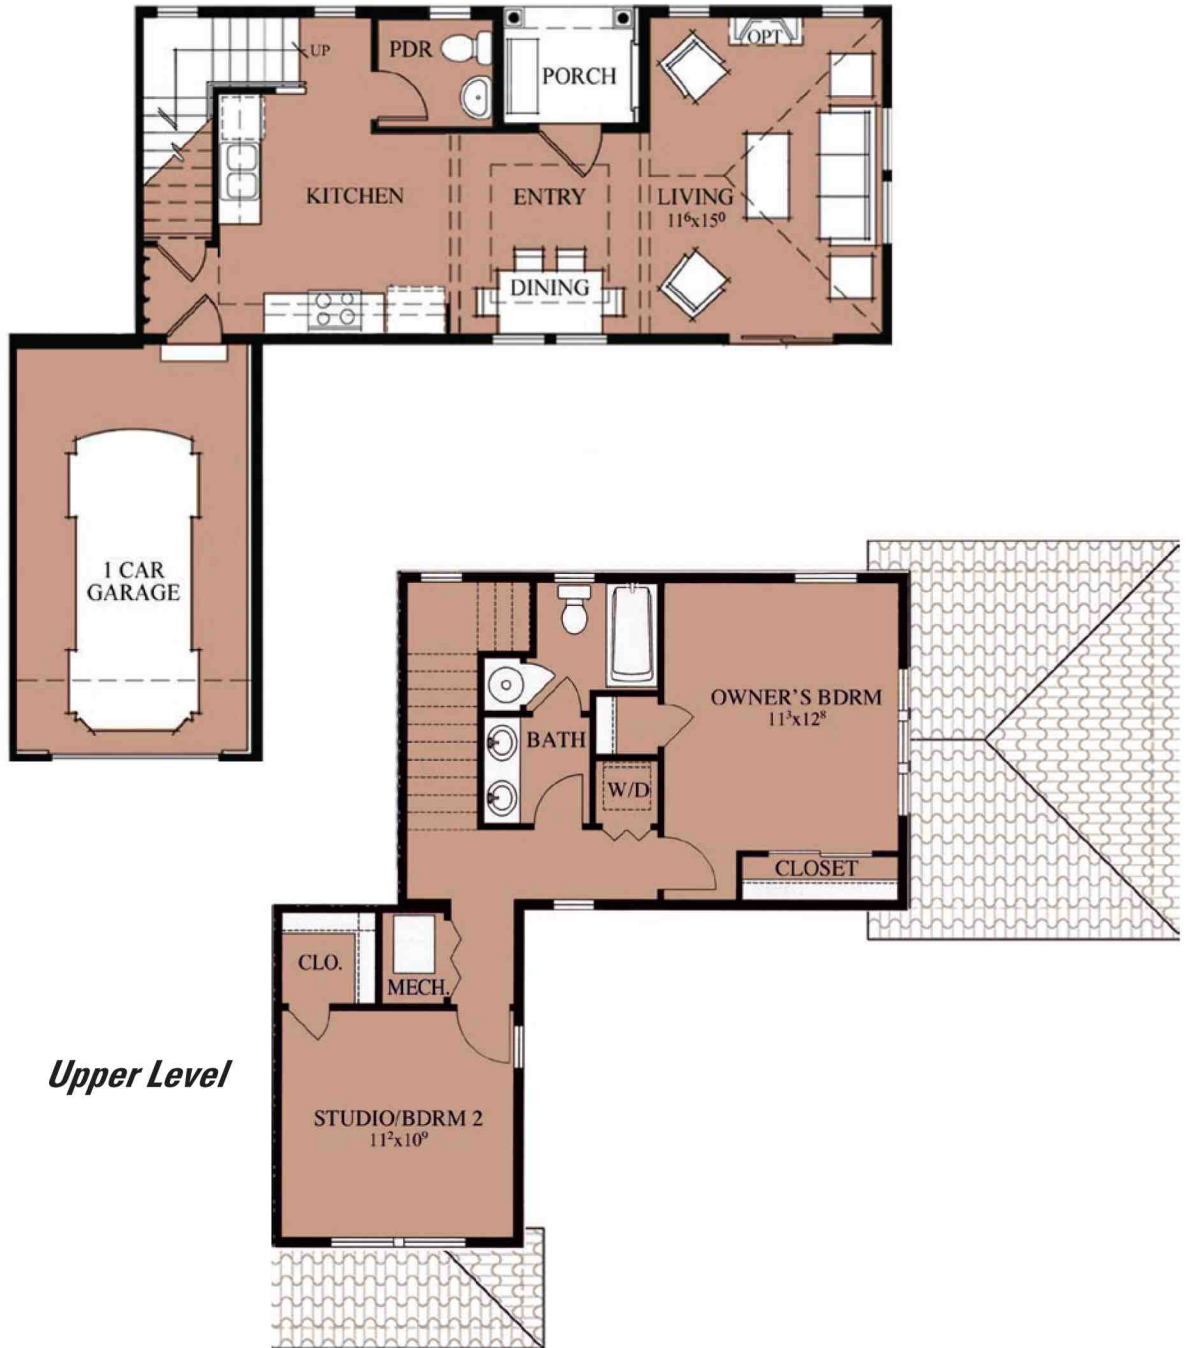 UP
PDR
PORCH
OPT
KITCHEN
ENTRY
LIVING
11⁶x15⁰
DINING
1 CAR
GARAGE
OWNER'S BDRM
11³x12⁸
BATH
W/D
CLOSET
CLO.
MECH.
Upper Level
STUDIO/BDRM 2
11²x10⁹